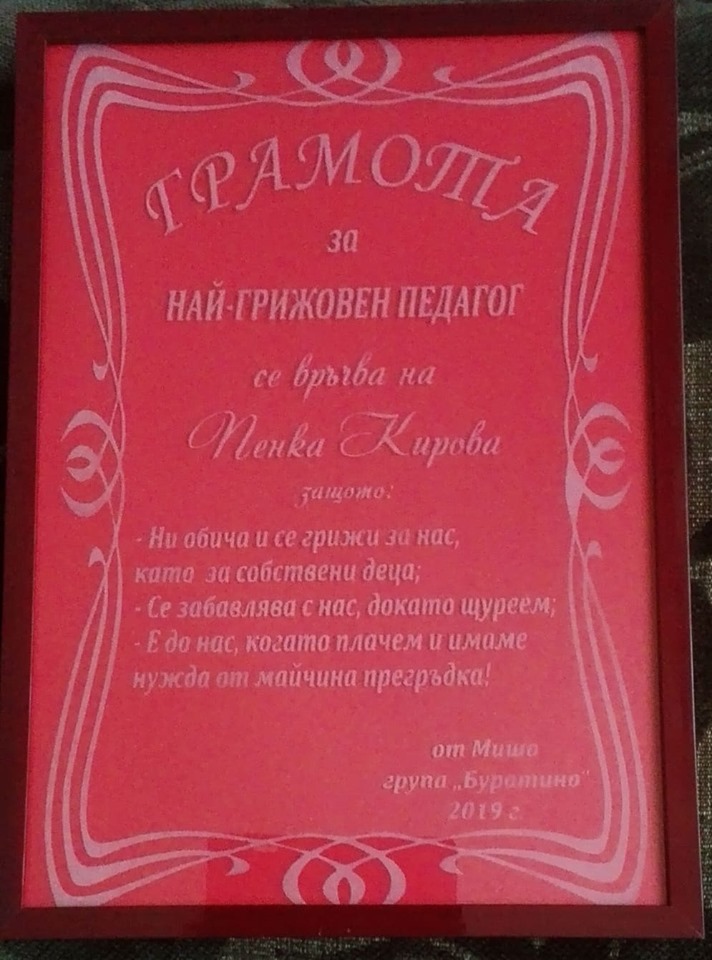 ГРАМОТА
за
НАЙ-ГРИЖОВЕН ПЕДАГОГ
се връчва на
Пенка Кирова
защото:
- Ни обича и се грижи за нас,
като за собствени деца;
- Се забавлява с нас, докато щуреем;
- Е до нас, когато плачем и имаме
нужда от майчина прегръдка!
от Мишо
група „Буратино"
2019 г.